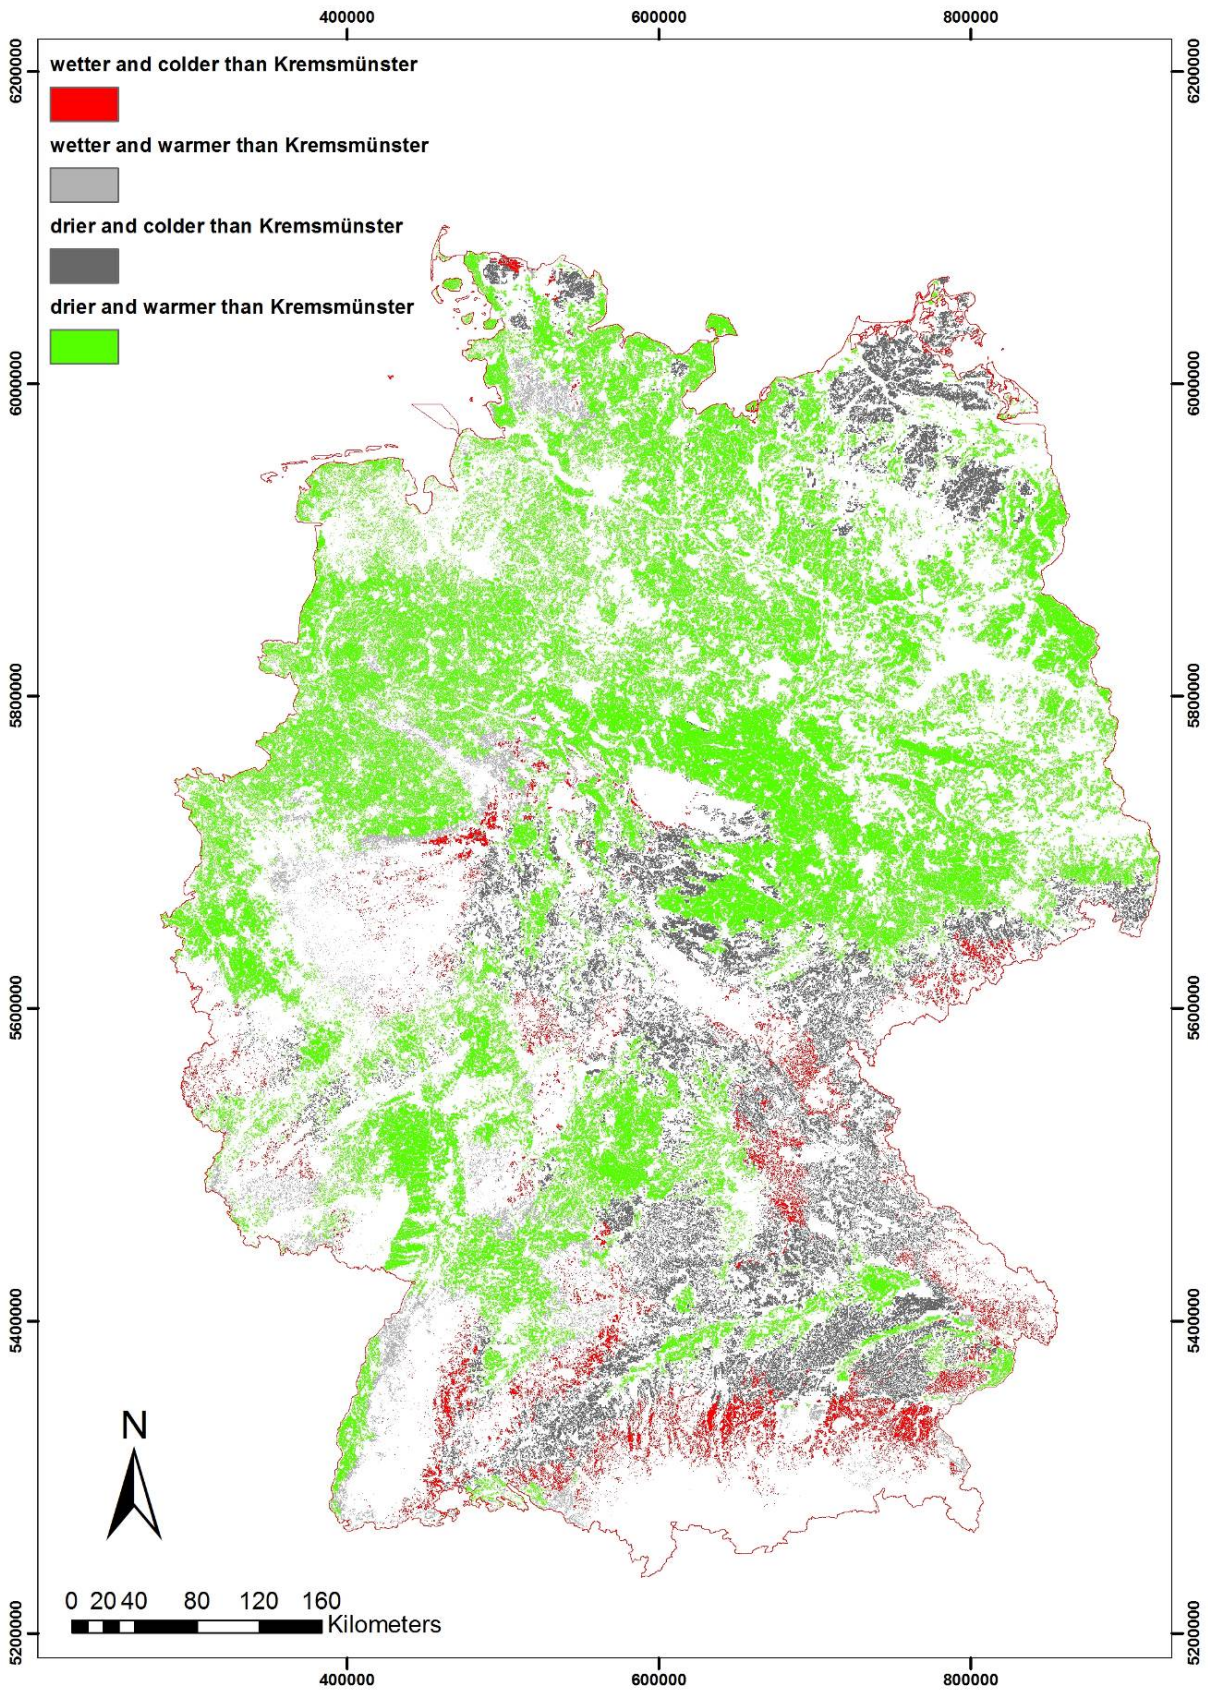 400000 600000 800000
6200000 6200000
wetter and colder than Kremsmünster
wetter and warmer than Kremsmünster
drier and colder than Kremsmünster
drier and warmer than Kremsmünster
6000000 6000000
5800000 5800000
5600000 5600000
5400000 5400000
N
0 20 40 80 120 160
Kilometers
5200000 5200000
400000 600000 800000